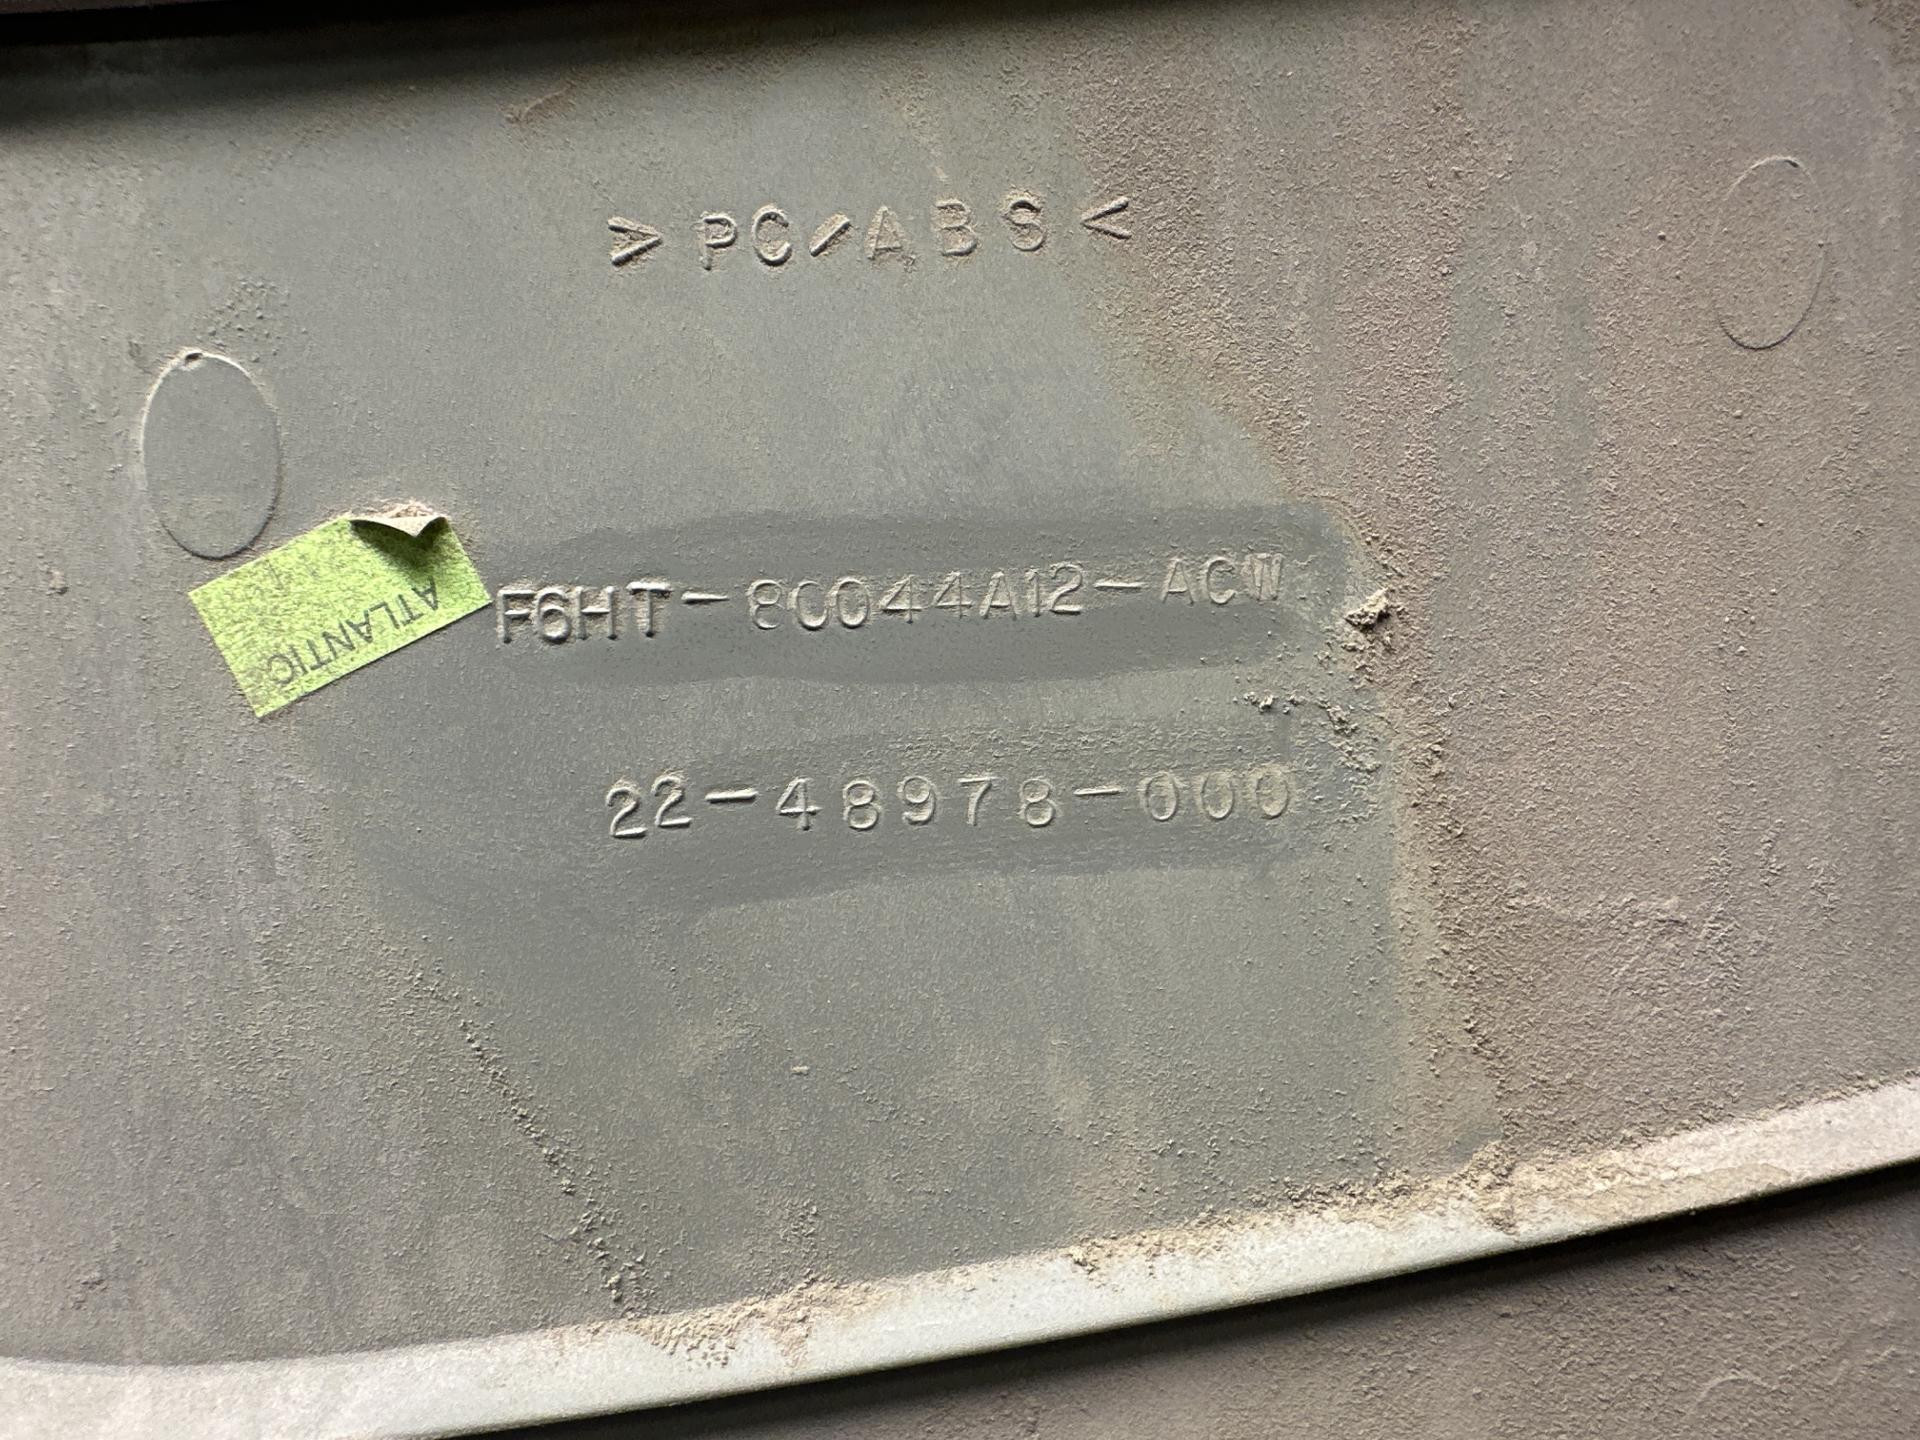 >PC/ABS<
ATLANTIC
F6HT-80044A12-ACW
22-48978-000